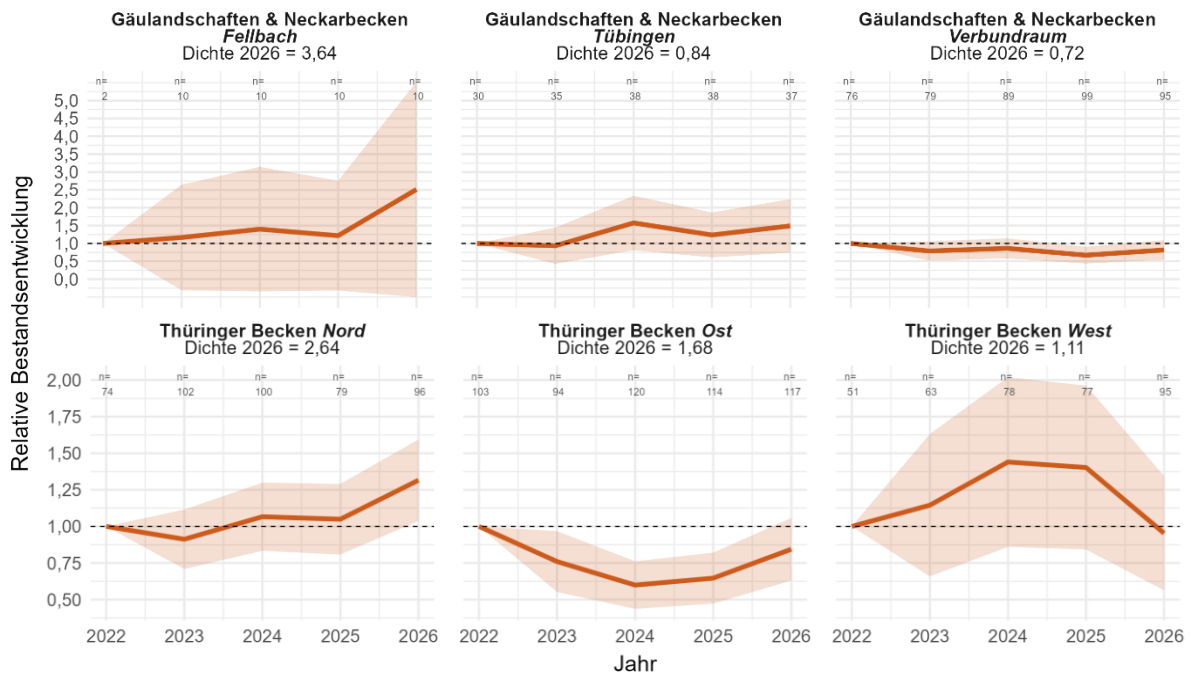 Gäulandschaften & Neckarbecken
Fellbach
Dichte 2026 = 3,64
Gäulandschaften & Neckarbecken
Tübingen
Dichte 2026 = 0,84
Gäulandschaften & Neckarbecken
Verbundraum
Dichte 2026 = 0,72
n= n= n= n= n=
2 10 10 10 10
n= n= n= n= n=
30 35 38 38 37
n= n= n= n= n=
76 79 89 99 95
5,0
4,5
4,0
3,5
3,0
2,5
2,0
1,5
1,0
0,5
0,0
Relative Bestandsentwicklung
Thüringer Becken Nord
Dichte 2026 = 2,64
Thüringer Becken Ost
Dichte 2026 = 1,68
Thüringer Becken West
Dichte 2026 = 1,11
n= n= n= n= n=
74 102 100 79 96
n= n= n= n= n=
103 94 120 114 117
n= n= n= n= n=
51 63 78 77 95
2,00
1,75
1,50
1,25
1,00
0,75
0,50
2022 2023 2024 2025 2026
2022 2023 2024 2025 2026
2022 2023 2024 2025 2026
Jahr